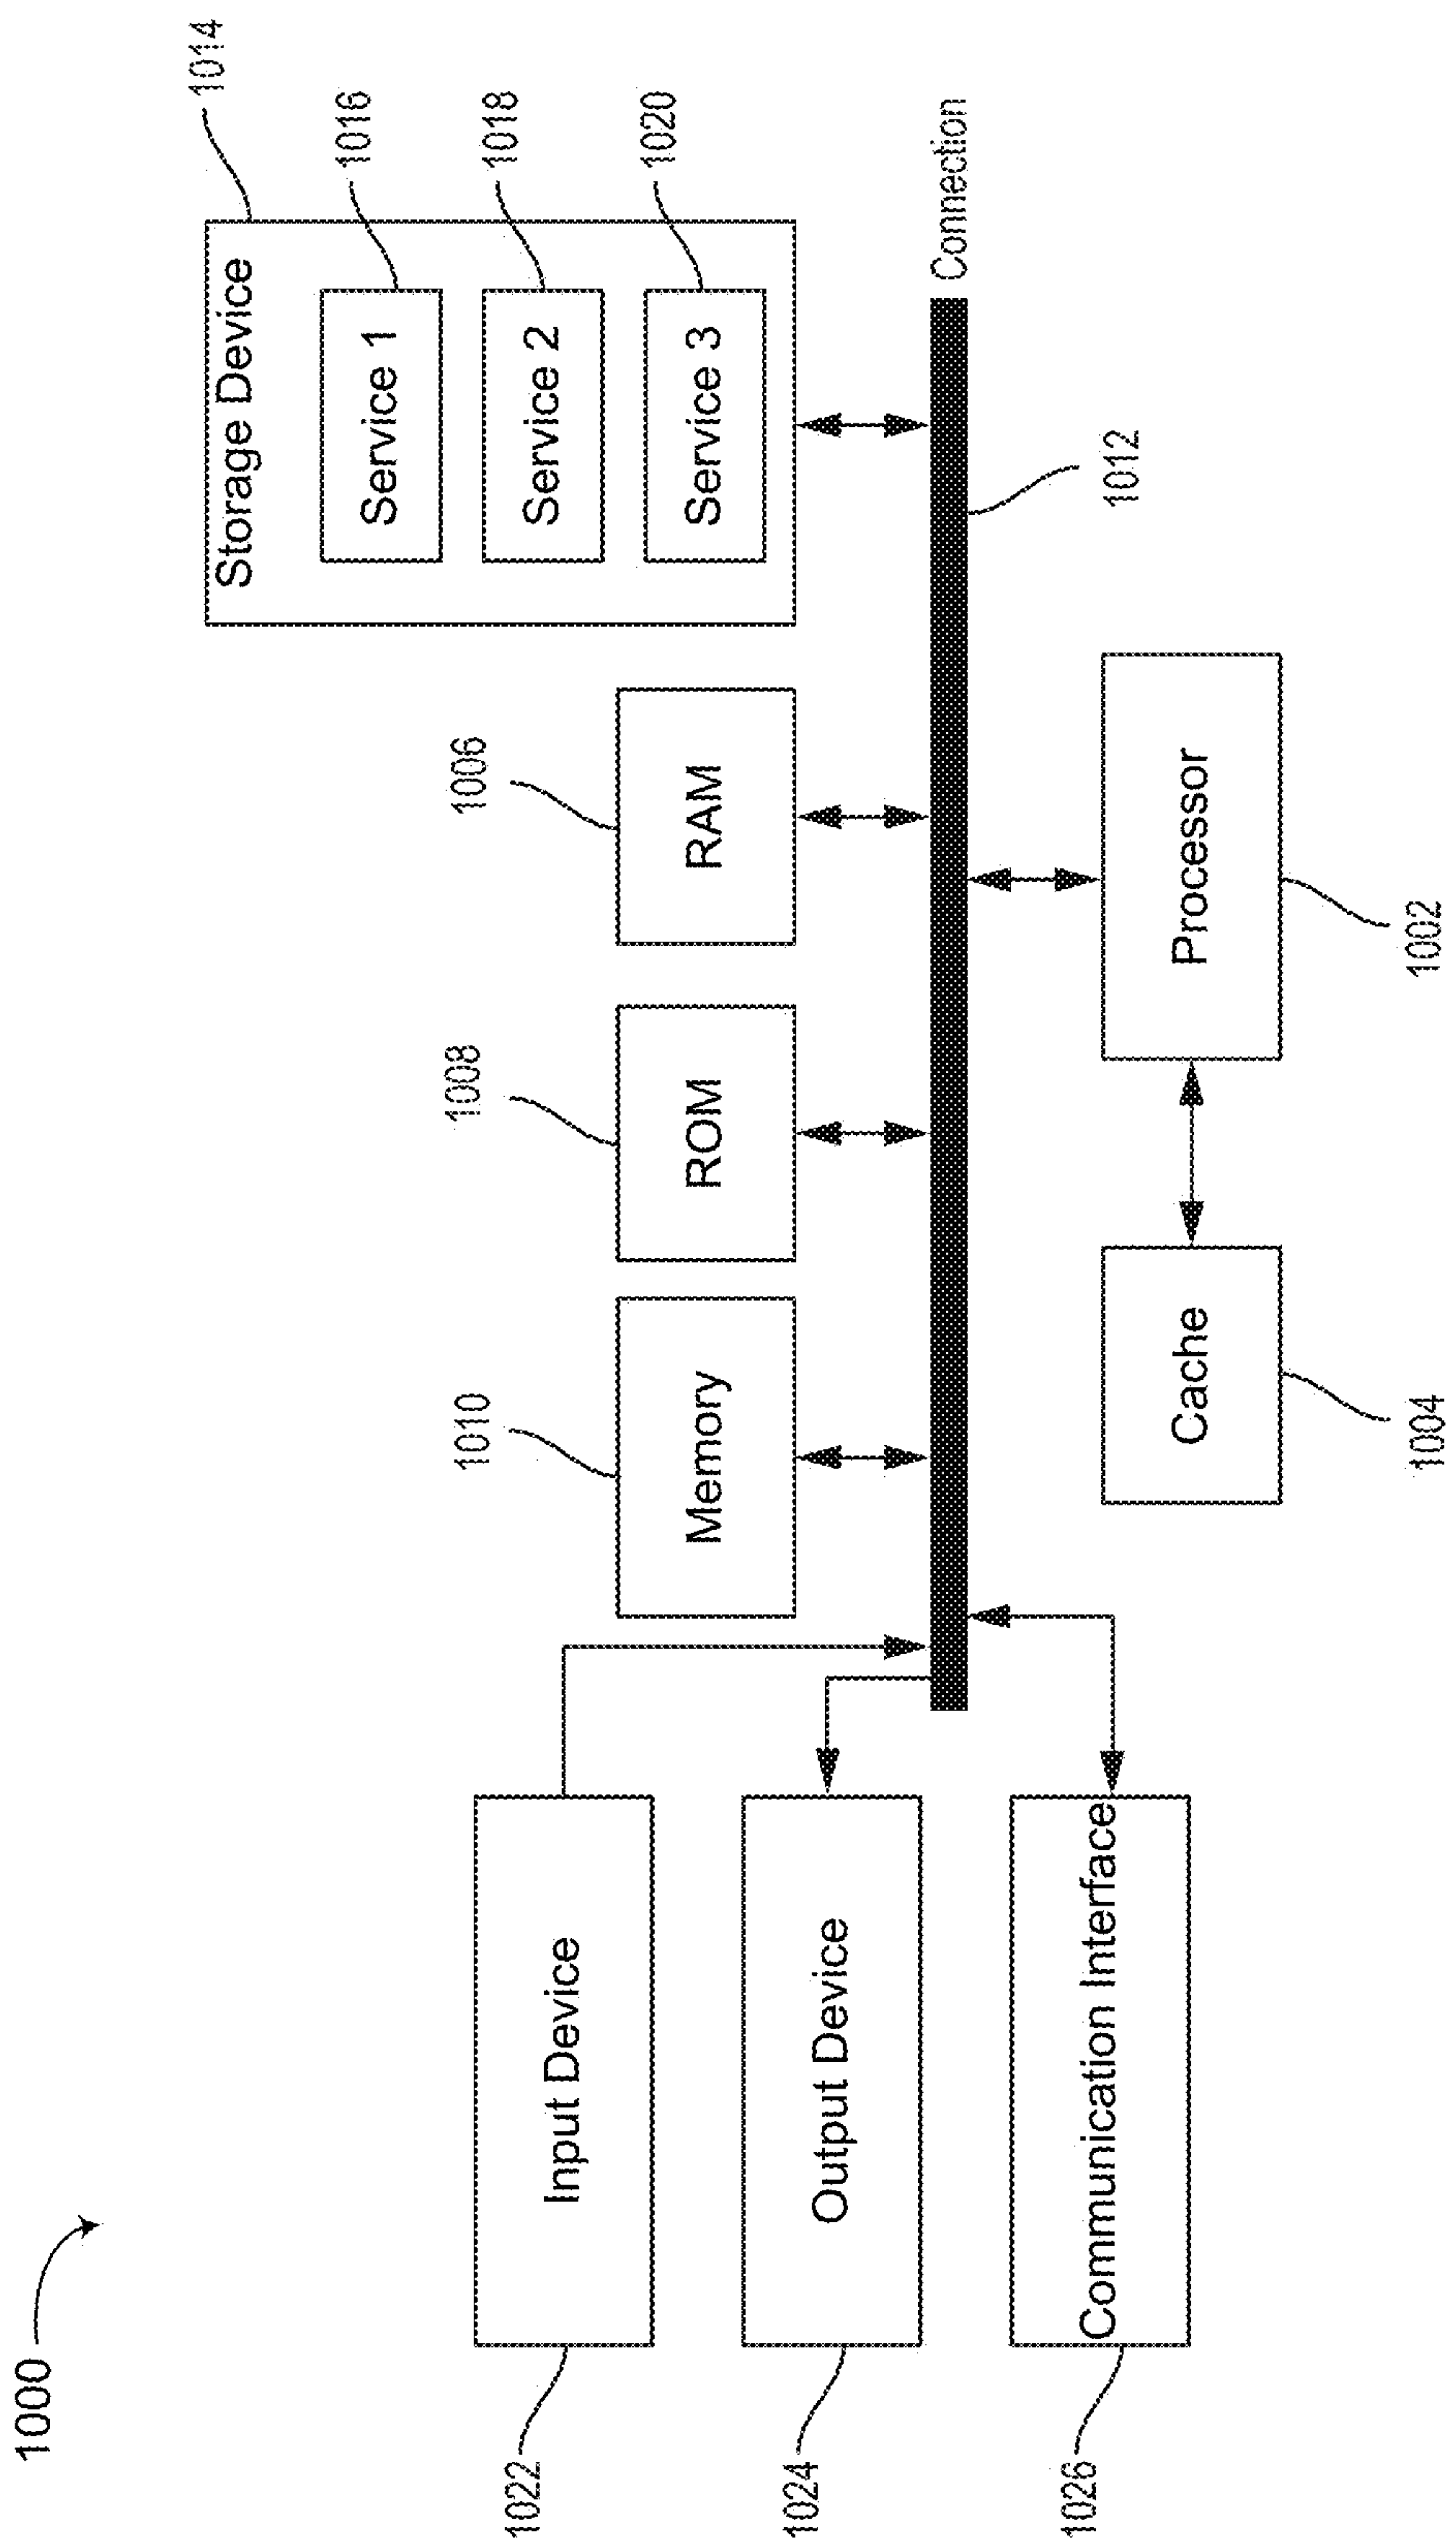 1000
1014
Storage Device
1016
Service 1
1018
Service 2
1020
Service 3
1006
RAM
1008
ROM
1010
Memory
1022
Input Device
1024
Output Device
1026
Communication Interface
Connection
1012
Processor
1002
Cache
1004